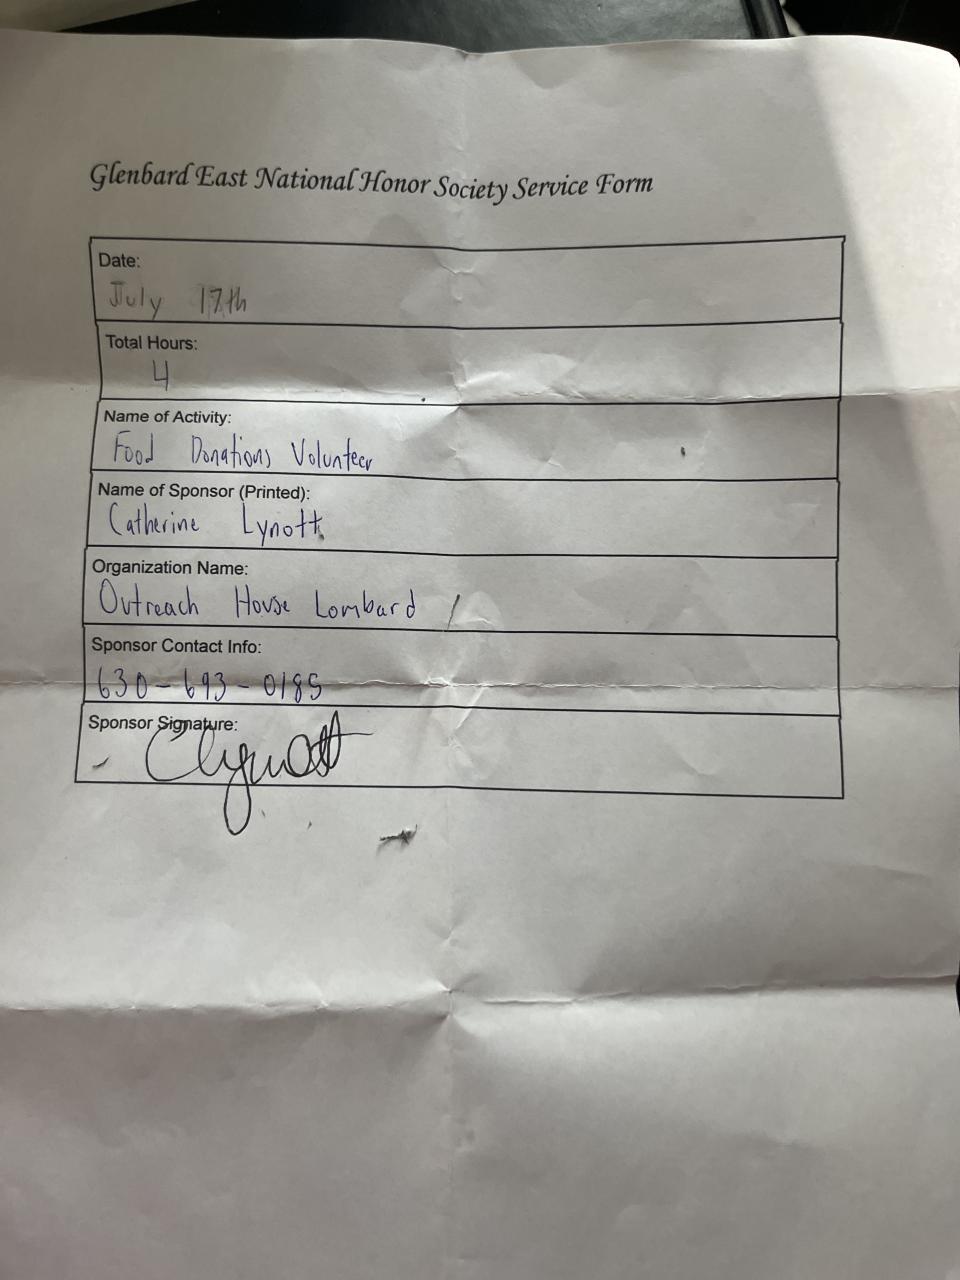 Glenbard East National Honor Society Service Form
Date:
July 17th
Total Hours:
4
Name of Activity:
Food Donations Volunteer
Name of Sponsor (Printed):
Catherine Lynott
Organization Name:
Outreach House Lombard
Sponsor Contact Info:
630-693-0185
Sponsor Signature:
CLynott